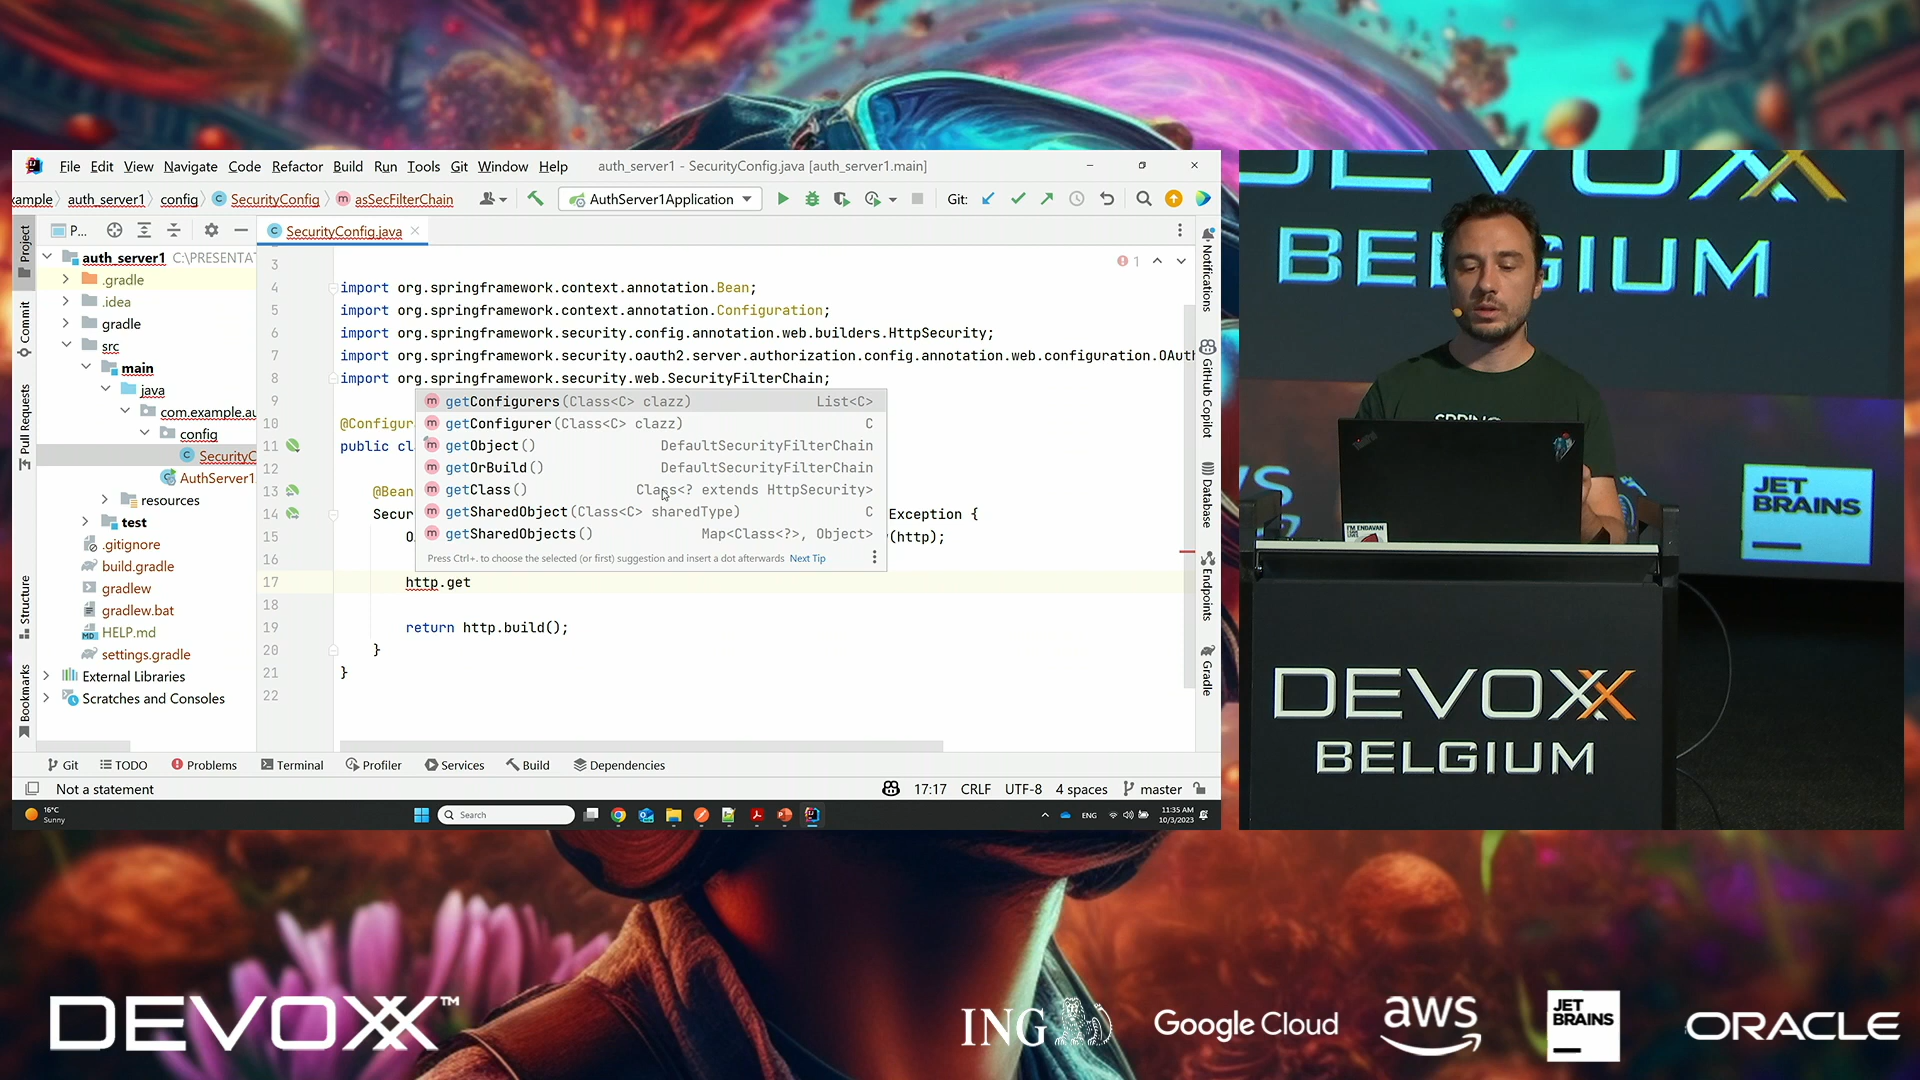 File Edit View Navigate Code Refactor Build Run Tools Git Window Help auth_server1 - SecurityConfig.java [auth_server1.main]
ample auth_server1 config SecurityConfig asSecFilterChain AuthServer1Application Git:
P... SecurityConfig.java
Project
Commit
Pull Requests
Structure
Bookmarks
auth_server1 C:\PRESENTAT
.gradle
.idea
gradle
src
main
java
com.example.au
config
SecurityC
AuthServer1
resources
test
.gitignore
build.gradle
gradlew
gradlew.bat
HELP.md
settings.gradle
External Libraries
Scratches and Consoles
1
3
4 import org.springframework.context.annotation.Bean;
5 import org.springframework.context.annotation.Configuration;
6 import org.springframework.security.config.annotation.web.builders.HttpSecurity;
7 import org.springframework.security.oauth2.server.authorization.config.annotation.web.configuration.OAut
8 import org.springframework.security.web.SecurityFilterChain;
9
10 @Configur
11 public cl
12
13 @Bean
14 Secur Exception {
15 O (http);
16
17 http.get
18
19 return http.build();
20 }
21 }
22
getConfigurers(Class<C> clazz) List<C>
getConfigurer(Class<C> clazz) C
getObject() DefaultSecurityFilterChain
getOrBuild() DefaultSecurityFilterChain
getClass() Class<? extends HttpSecurity>
getSharedObject(Class<C> sharedType) C
getSharedObjects() Map<Class<?>, Object>
Press Ctrl+. to choose the selected (or first) suggestion and insert a dot afterwards Next Tip
Notifications
GitHub Copilot
Database
Endpoints
Gradle
Git TODO Problems Terminal Profiler Services Build Dependencies
Not a statement 17:17 CRLF UTF-8 4 spaces master
16°C
Sunny
Search
ENG
11:35 AM
10/3/2023
DEVOXX
BELGIUM
SPRING
aws
JET
BRAINS
I'M ENDAVAN
DEVOXX
BELGIUM
DEVOXX™
ING
Google Cloud
aws
JET
BRAINS
ORACLE